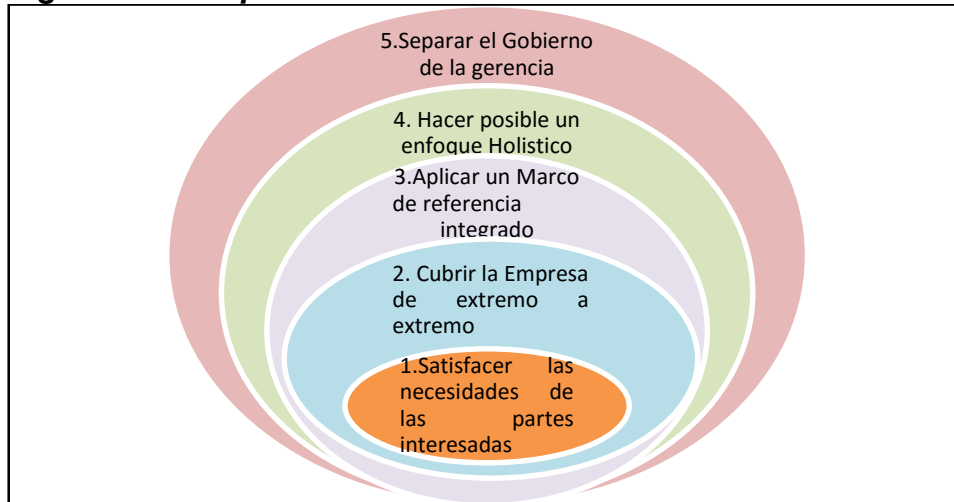 5.Separar el Gobierno
de la gerencia
4. Hacer posible un
enfoque Holistico
3.Aplicar un Marco
de referencia
integrado
2. Cubrir la Empresa
de extremo a
extremo
1.Satisfacer las
necesidades de
las partes
interesadas